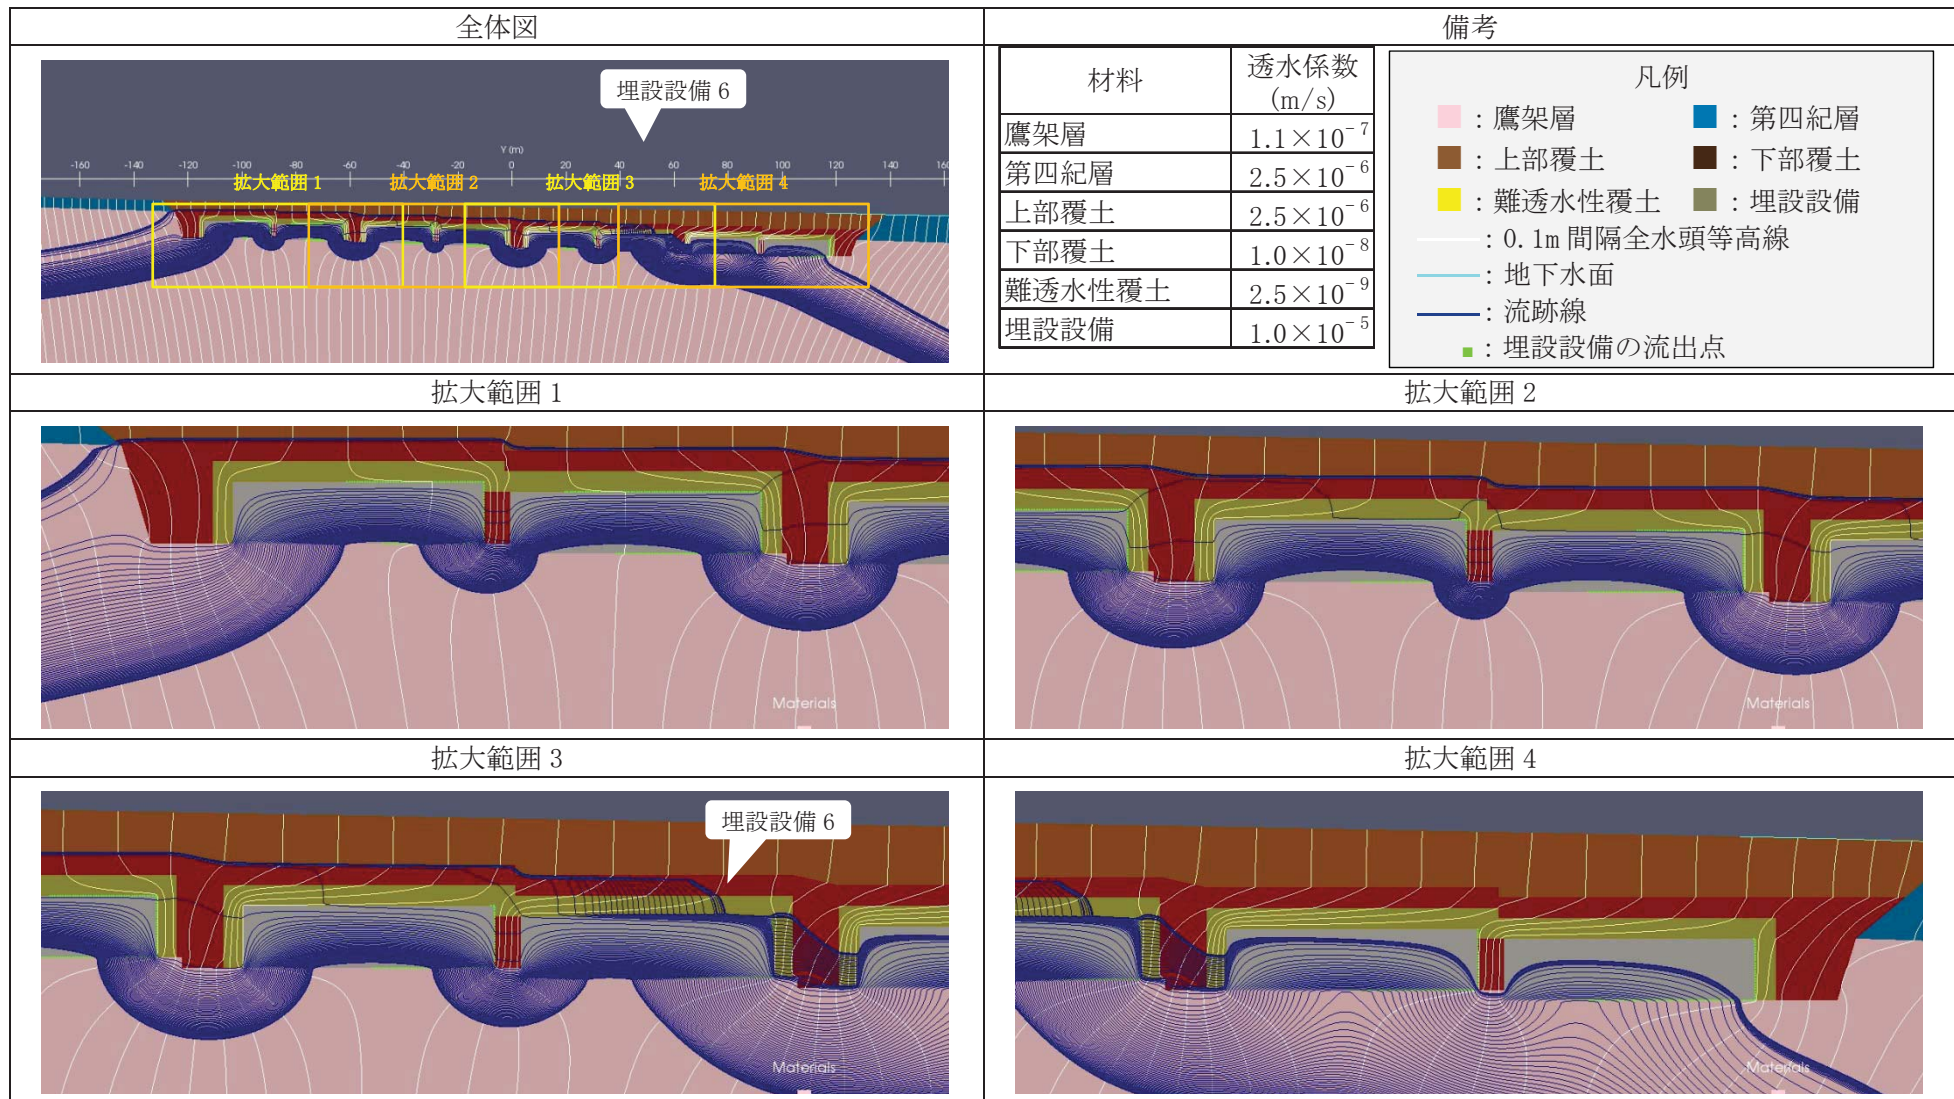 全体図
備考
埋設設備 6
Y (m)
-160 -140 -120 -100 -80 -60 -40 -20 0 20 40 60 80 100 120 140 160
拡大範囲 1 拡大範囲 2 拡大範囲 3 拡大範囲 4
材料 透水係数
(m/s)
鷹架層 1.1×10⁻⁷
第四紀層 2.5×10⁻⁶
上部覆土 2.5×10⁻⁶
下部覆土 1.0×10⁻⁸
難透水性覆土 2.5×10⁻⁹
埋設設備 1.0×10⁻⁵
凡例
：鷹架層 ：第四紀層
：上部覆土 ：下部覆土
：難透水性覆土 ：埋設設備
：0.1m 間隔全水頭等高線
：地下水面
：流跡線
：埋設設備の流出点
拡大範囲 1
拡大範囲 2
Materials
Materials
拡大範囲 3
拡大範囲 4
埋設設備 6
Materials
Materials